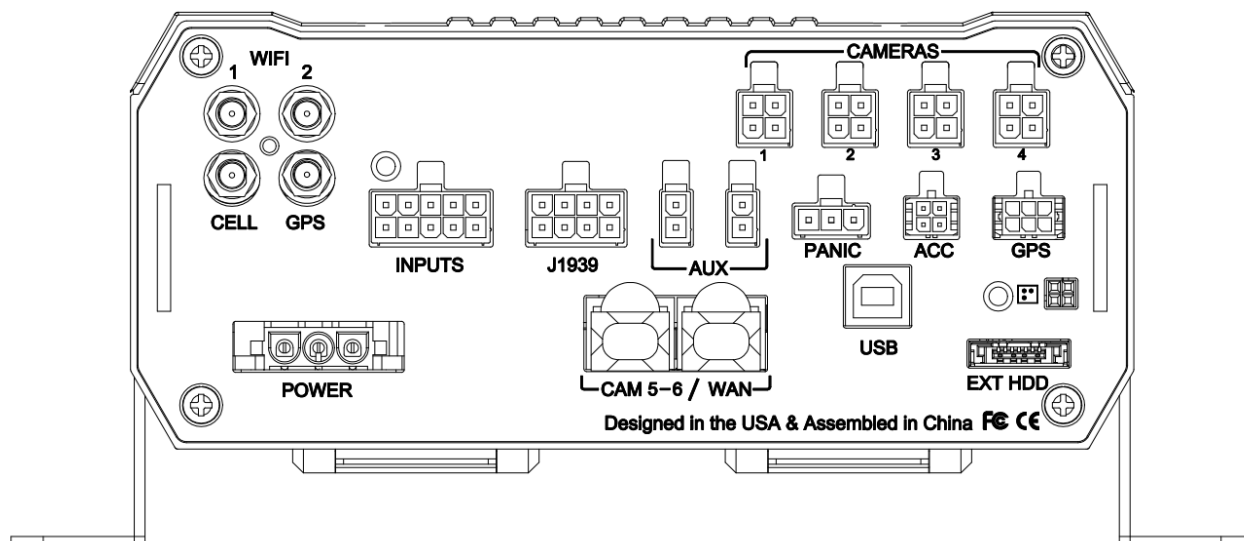 WIFI
1 2
CAMERAS
1 2 3 4
CELL GPS
INPUTS
J1939
AUX
PANIC
ACC
GPS
USB
POWER
CAM 5-6 / WAN
EXT HDD
Designed in the USA & Assembled in China FC CE